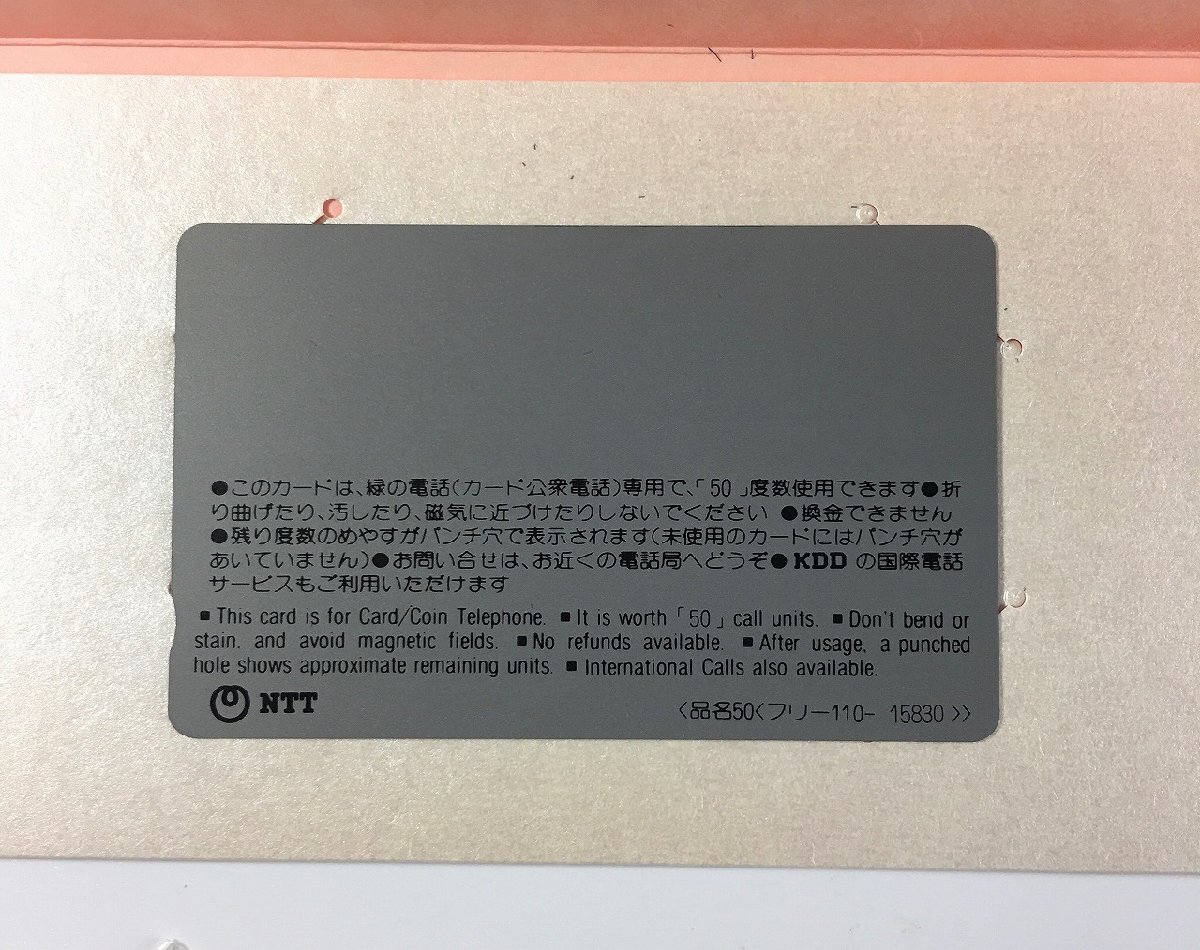 ●このカードは、緑の電話(カード公衆電話)専用で、「50」度数使用できます●折
り曲げたり、汚したり、磁気に近づけたりしないでください ●換金できません
●残り度数のめやすがパンチ穴で表示されます(未使用のカードにはパンチ穴が
あいていません)●お問い合せは、お近くの電話局へどうぞ●KDDの国際電話
サービスもご利用いただけます
■This card is for Card/Coin Telephone. ■It is worth「50」call units. ■Don't bend or
stain, and avoid magnetic fields. ■No refunds available. ■After usage, a punched
hole shows approximate remaining units. ■International Calls also available.
NTT
〈品名50〈フリー110- 15830〉〉